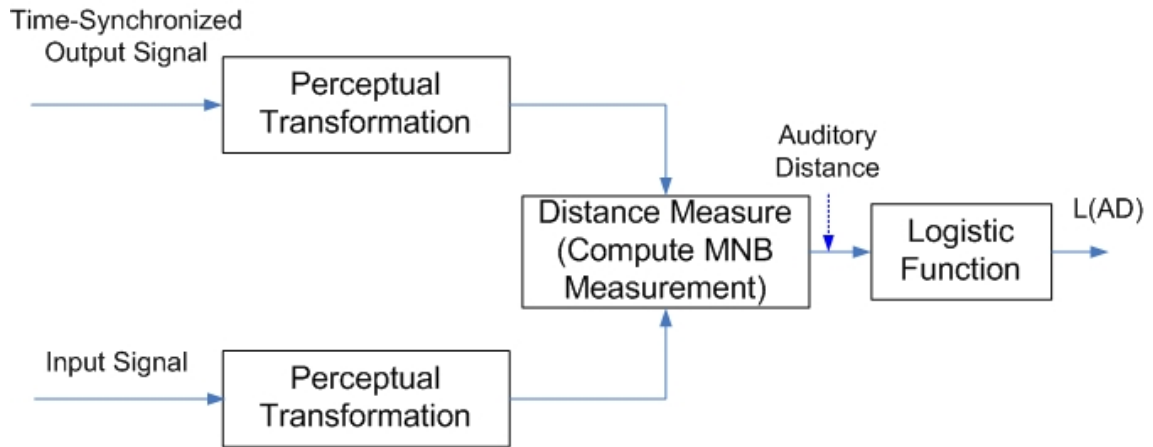 Time-Synchronized
Output Signal
Perceptual
Transformation
Auditory
Distance
Distance Measure
(Compute MNB
Measurement)
Logistic
Function
L(AD)
Input Signal
Perceptual
Transformation